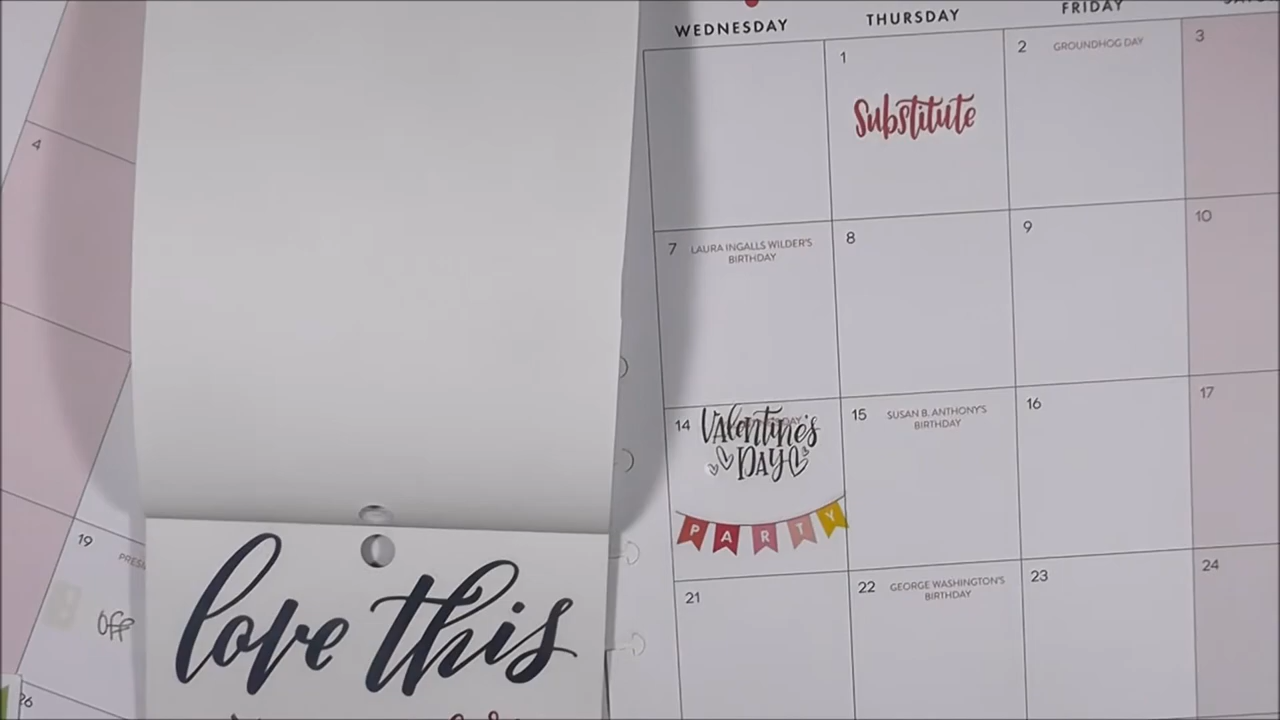 WEDNESDAY
THURSDAY
FRIDAY
1
2
GROUNDHOG DAY
3
Substitute
4
7
LAURA INGALLS WILDER'S
BIRTHDAY
8
9
10
14
Valentine's
DAY
PARTY
15
SUSAN B. ANTHONY'S
BIRTHDAY
16
17
19
Off
love this
21
22
GEORGE WASHINGTON'S
BIRTHDAY
23
24
26